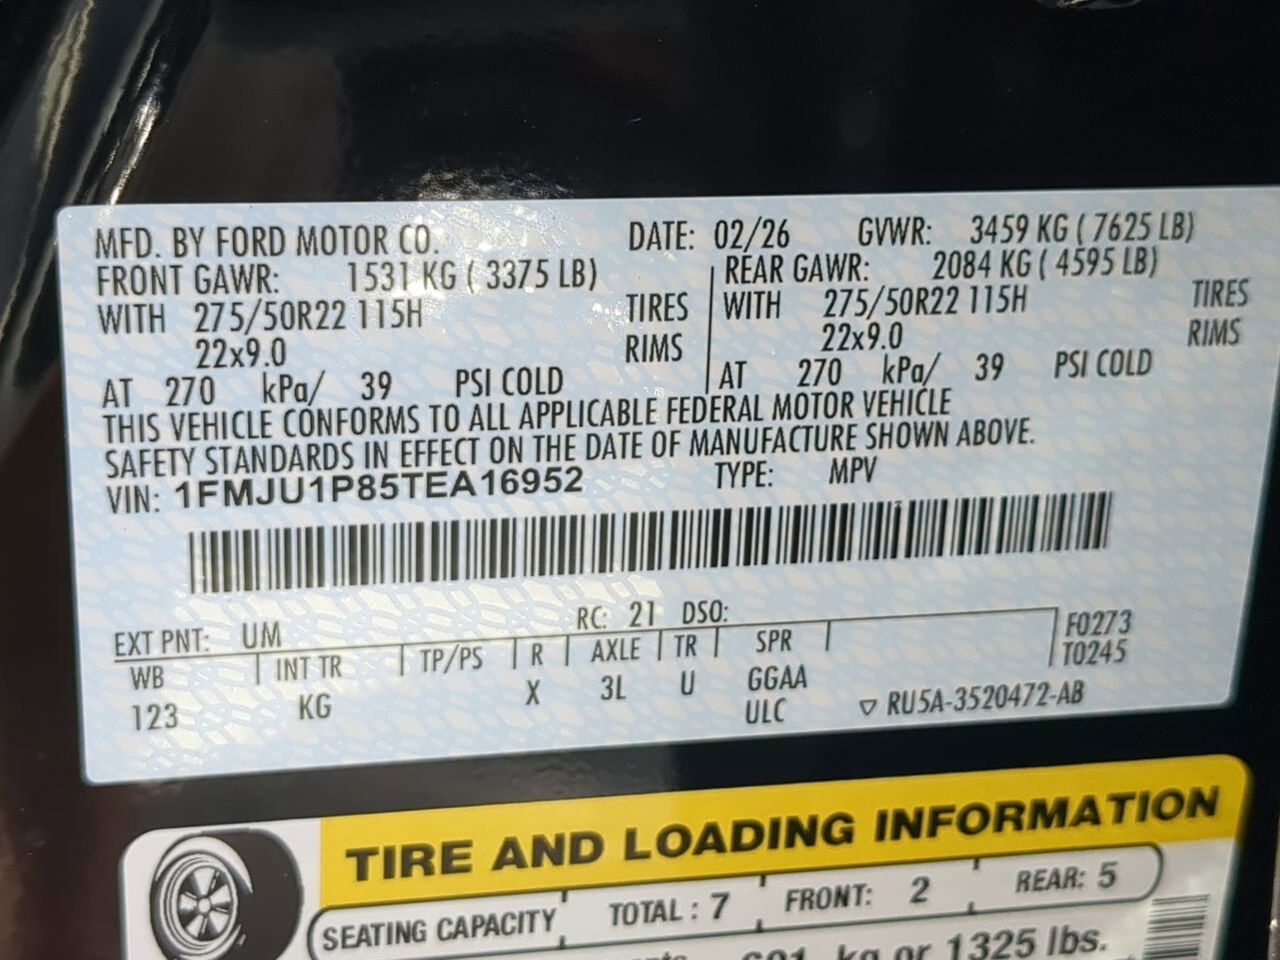 MFD. BY FORD MOTOR CO. DATE: 02/26 GVWR: 3459 KG ( 7625 LB)
FRONT GAWR: 1531 KG ( 3375 LB) REAR GAWR: 2084 KG ( 4595 LB)
WITH 275/50R22 115H TIRES WITH 275/50R22 115H TIRES
22x9.0 RIMS 22x9.0 RIMS
AT 270 kPa/ 39 PSI COLD AT 270 kPa/ 39 PSI COLD
THIS VEHICLE CONFORMS TO ALL APPLICABLE FEDERAL MOTOR VEHICLE
SAFETY STANDARDS IN EFFECT ON THE DATE OF MANUFACTURE SHOWN ABOVE.
VIN: 1FMJU1P85TEA16952 TYPE: MPV
EXT PNT: UM RC: 21 DSO: F0273
WB INT TR TP/PS R AXLE TR SPR T0245
123 KG X 3L U GGAA
ULC ▽ RU5A-3520472-AB
TIRE AND LOADING INFORMATION
SEATING CAPACITY TOTAL : 7 FRONT: 2 REAR: 5
kg or 1325 lbs.